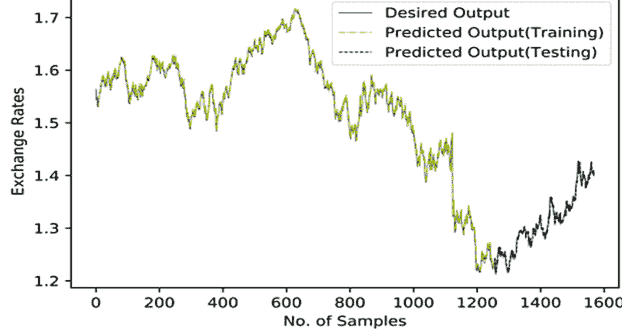 Desired Output
Predicted Output(Training)
Predicted Output(Testing)
Exchange Rates
1.7
1.6
1.5
1.4
1.3
1.2
0 200 400 600 800 1000 1200 1400 1600
No. of Samples